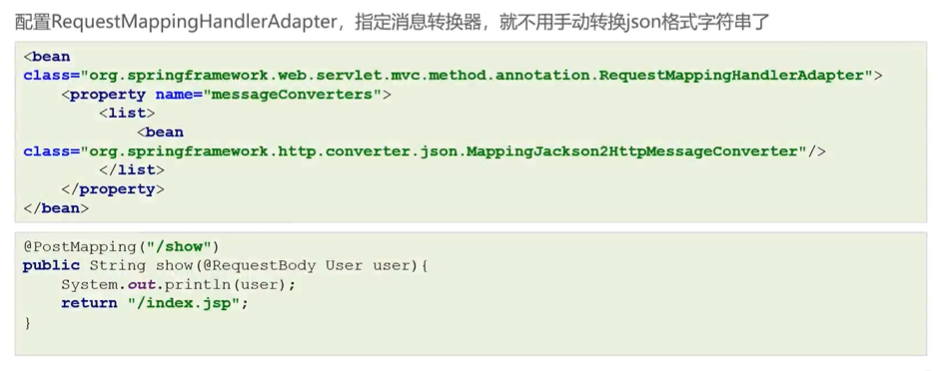 配置RequestMappingHandlerAdapter，指定消息转换器，就不用手动转换json格式字符串了
<bean
class="org.springframework.web.servlet.mvc.method.annotation.RequestMappingHandlerAdapter">
    <property name="messageConverters">
        <list>
            <bean
class="org.springframework.http.converter.json.MappingJackson2HttpMessageConverter"/>
        </list>
    </property>
</bean>
@PostMapping("/show")
public String show(@RequestBody User user){
    System.out.println(user);
    return "/index.jsp";
}